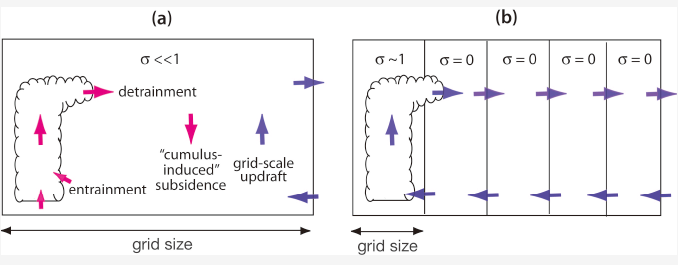 (a)
σ <<1
detrainment
"cumulus-
induced"
subsidence
grid-scale
updraft
entrainment
grid size
(b)
σ ~1
σ = 0
σ = 0
σ = 0
σ = 0
grid size